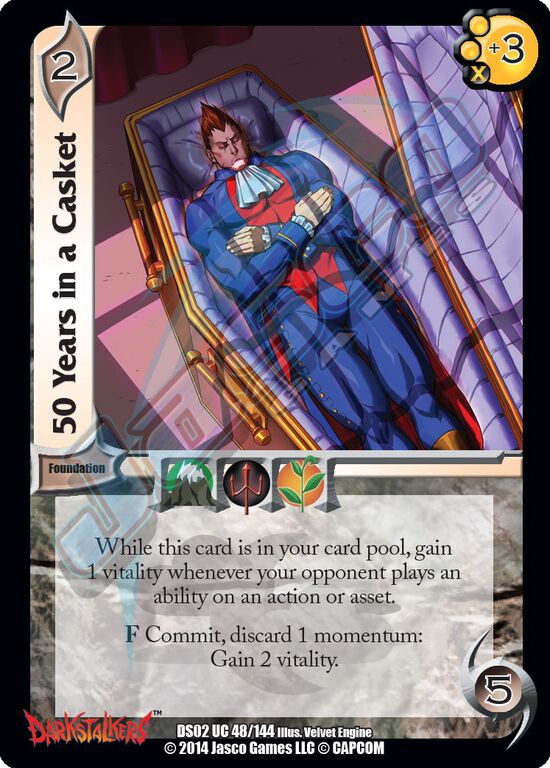 2
+3
X
50 Years in a Casket
Foundation
While this card is in your card pool, gain
1 vitality whenever your opponent plays an
ability on an action or asset.
F Commit, discard 1 momentum:
Gain 2 vitality.
5
DARKSTALKERS™
DS02 UC 48/144 Illus. Velvet Engine
© 2014 Jasco Games LLC © CAPCOM